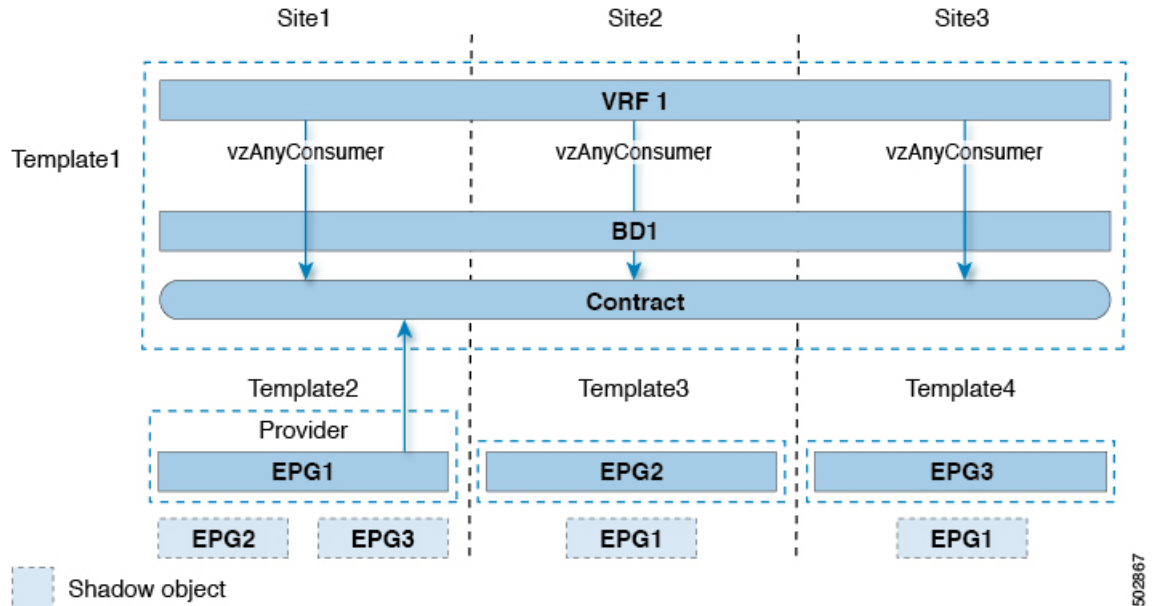 Site1
Site2
Site3
VRF 1
Template1
vzAnyConsumer
vzAnyConsumer
vzAnyConsumer
BD1
Contract
Template2
Template3
Template4
Provider
EPG1
EPG2
EPG3
EPG2
EPG3
EPG1
EPG1
Shadow object
502867